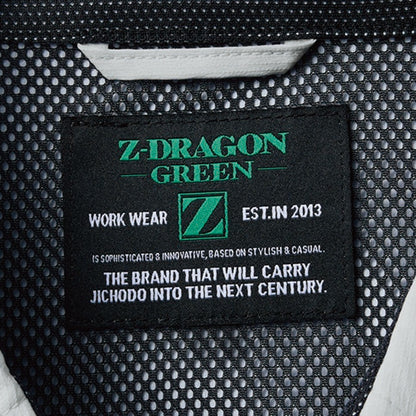 Z-DRAGON
GREEN
WORK WEAR Z EST.IN 2013
IS SOPHISTICATED & INNOVATIVE, BASED ON STYLISH & CASUAL.
THE BRAND THAT WILL CARRY
JICHODO INTO THE NEXT CENTURY.